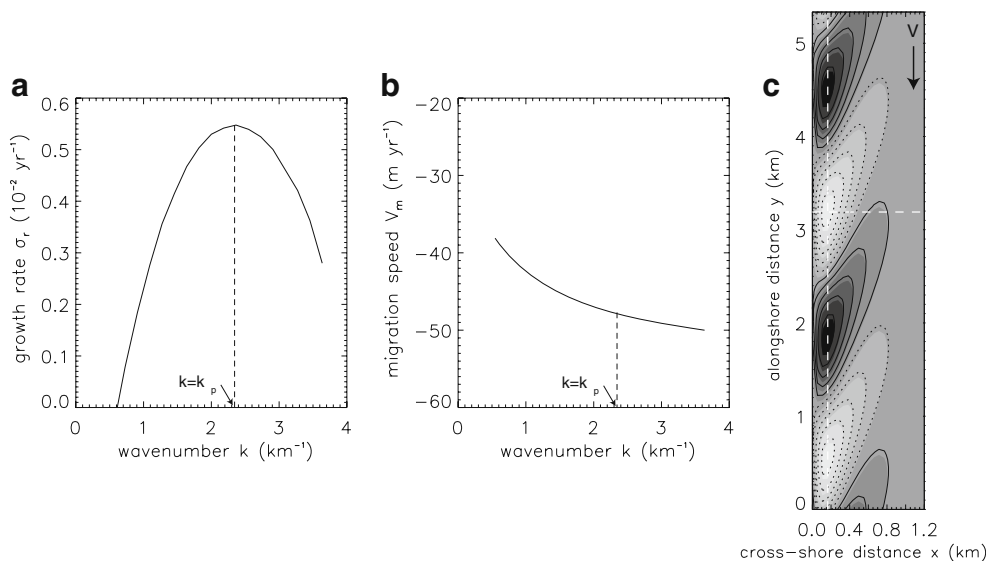 a
growth rate σr (10⁻² yr⁻¹)
0.6
0.5
0.4
0.3
0.2
0.1
0.0
k=k p
0 1 2 3 4
wavenumber k (km⁻¹)
b
migration speed Vm (m yr⁻¹)
−20
−30
−40
−50
−60
k=k p
0 1 2 3 4
wavenumber k (km⁻¹)
c
V
alongshore distance y (km)
5
4
3
2
1
0
0.0 0.4 0.8 1.2
cross−shore distance x (km)